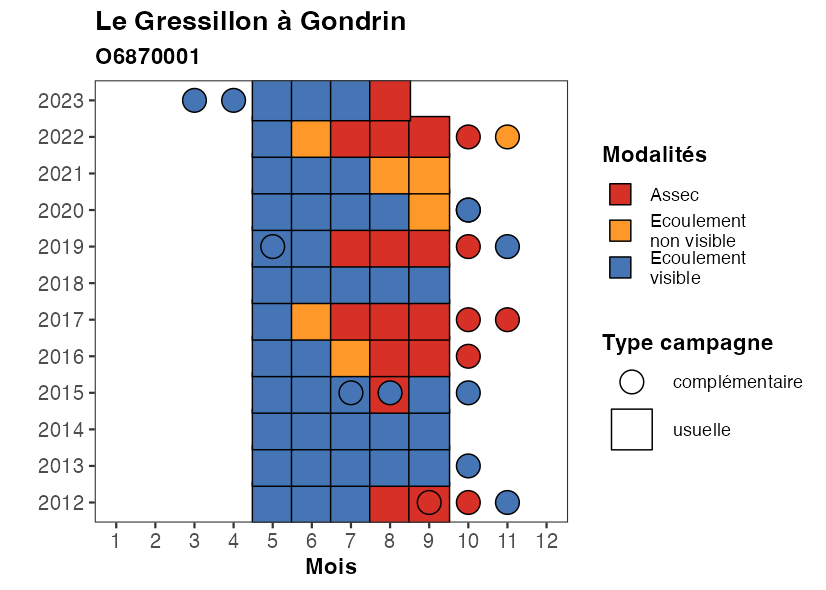 Le Gressillon à Gondrin
O6870001
2023
2022
2021
2020
2019
2018
2017
2016
2015
2014
2013
2012
1 2 3 4 5 6 7 8 9 10 11 12
Mois
Modalités
Assec
Ecoulement
non visible
Ecoulement
visible
Type campagne
complémentaire
usuelle